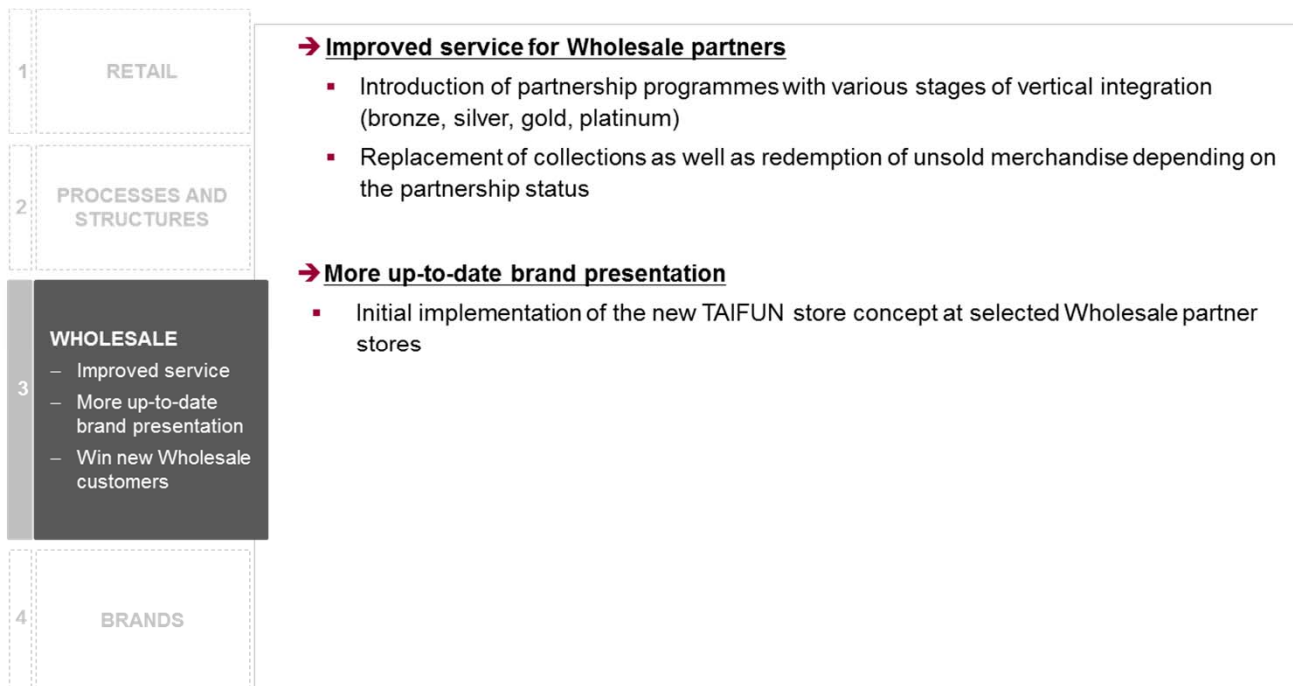 1
RETAIL
2
PROCESSES AND
STRUCTURES
3
WHOLESALE
– Improved service
– More up-to-date
brand presentation
– Win new Wholesale
customers
4
BRANDS
➔ Improved service for Wholesale partners
▪ Introduction of partnership programmes with various stages of vertical integration
(bronze, silver, gold, platinum)
▪ Replacement of collections as well as redemption of unsold merchandise depending on
the partnership status
➔ More up-to-date brand presentation
▪ Initial implementation of the new TAIFUN store concept at selected Wholesale partner
stores